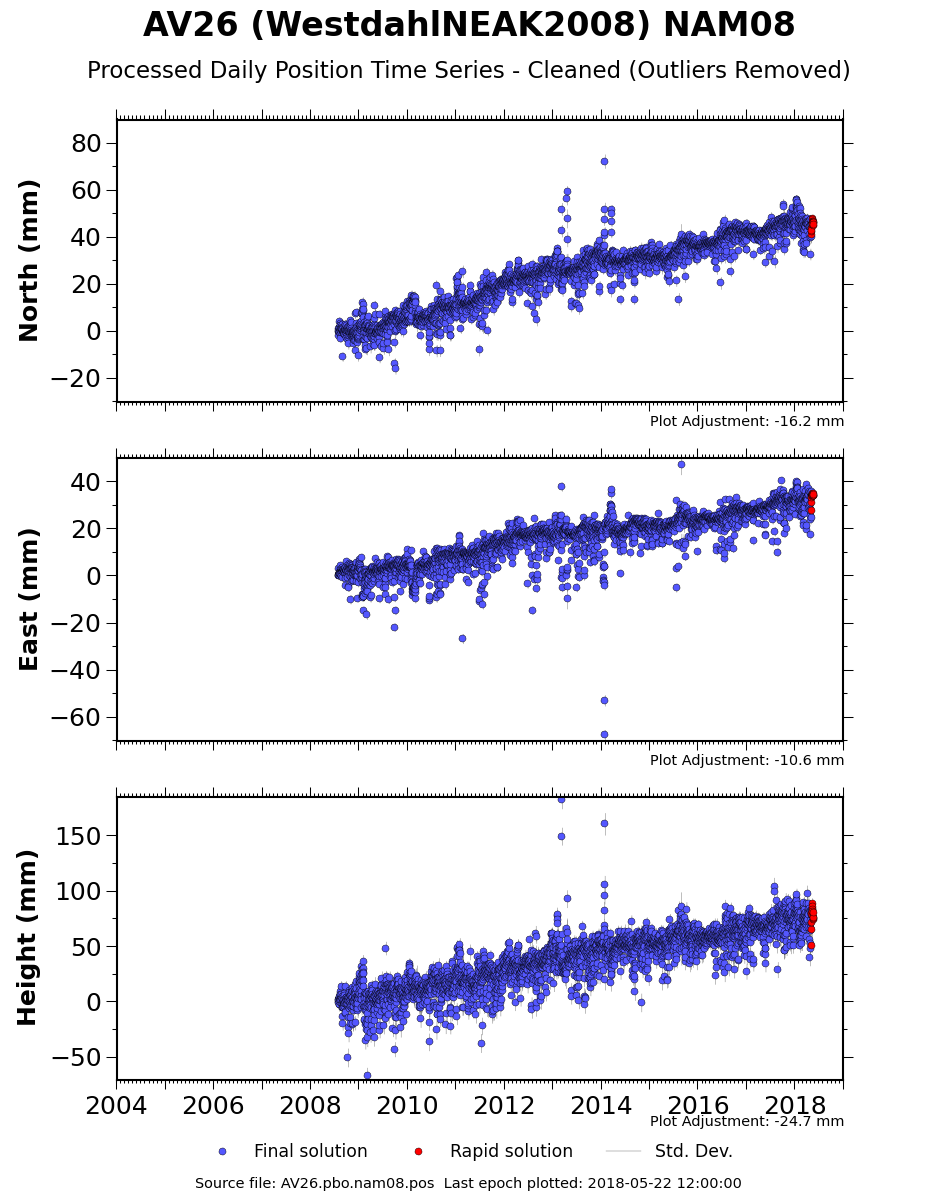 AV26 (WestdahlNEAK2008) NAM08
Processed Daily Position Time Series - Cleaned (Outliers Removed)
North (mm)
80
60
40
20
0
−20
Plot Adjustment: -16.2 mm
East (mm)
40
20
0
−20
−40
−60
Plot Adjustment: -10.6 mm
Height (mm)
150
100
50
0
−50
2004 2006 2008 2010 2012 2014 2016 2018
Plot Adjustment: -24.7 mm
Final solution Rapid solution Std. Dev.
Source file: AV26.pbo.nam08.pos Last epoch plotted: 2018-05-22 12:00:00